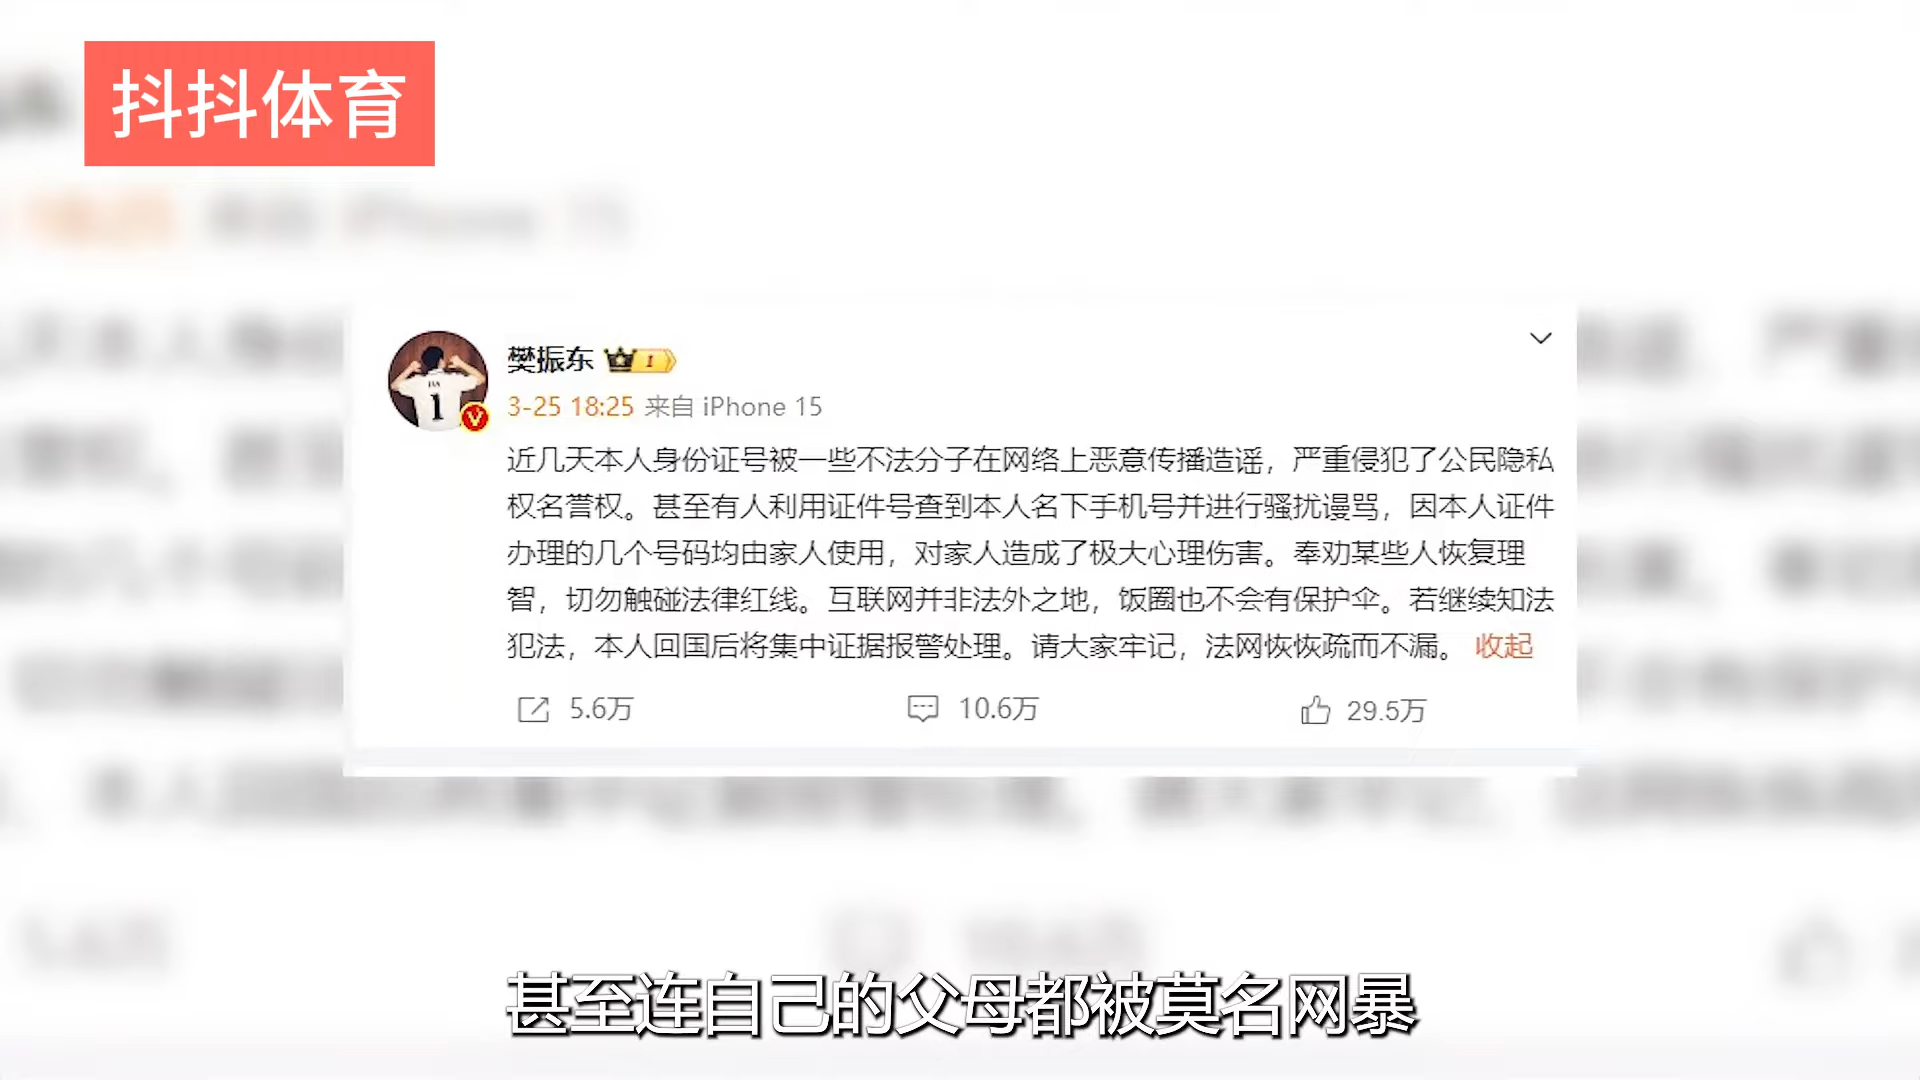 抖抖体育
樊振东 1
3-25 18:25 来自 iPhone 15
近几天本人身份证号被一些不法分子在网络上恶意传播造谣，严重侵犯了公民隐私
权名誉权。甚至有人利用证件号查到本人名下手机号并进行骚扰谩骂，因本人证件
办理的几个号码均由家人使用，对家人造成了极大心理伤害。奉劝某些人恢复理
智，切勿触碰法律红线。互联网并非法外之地，饭圈也不会有保护伞。若继续知法
犯法，本人回国后将集中证据报警处理。请大家牢记，法网恢恢疏而不漏。 收起
5.6万 10.6万 29.5万
甚至连自己的父母都被莫名网暴